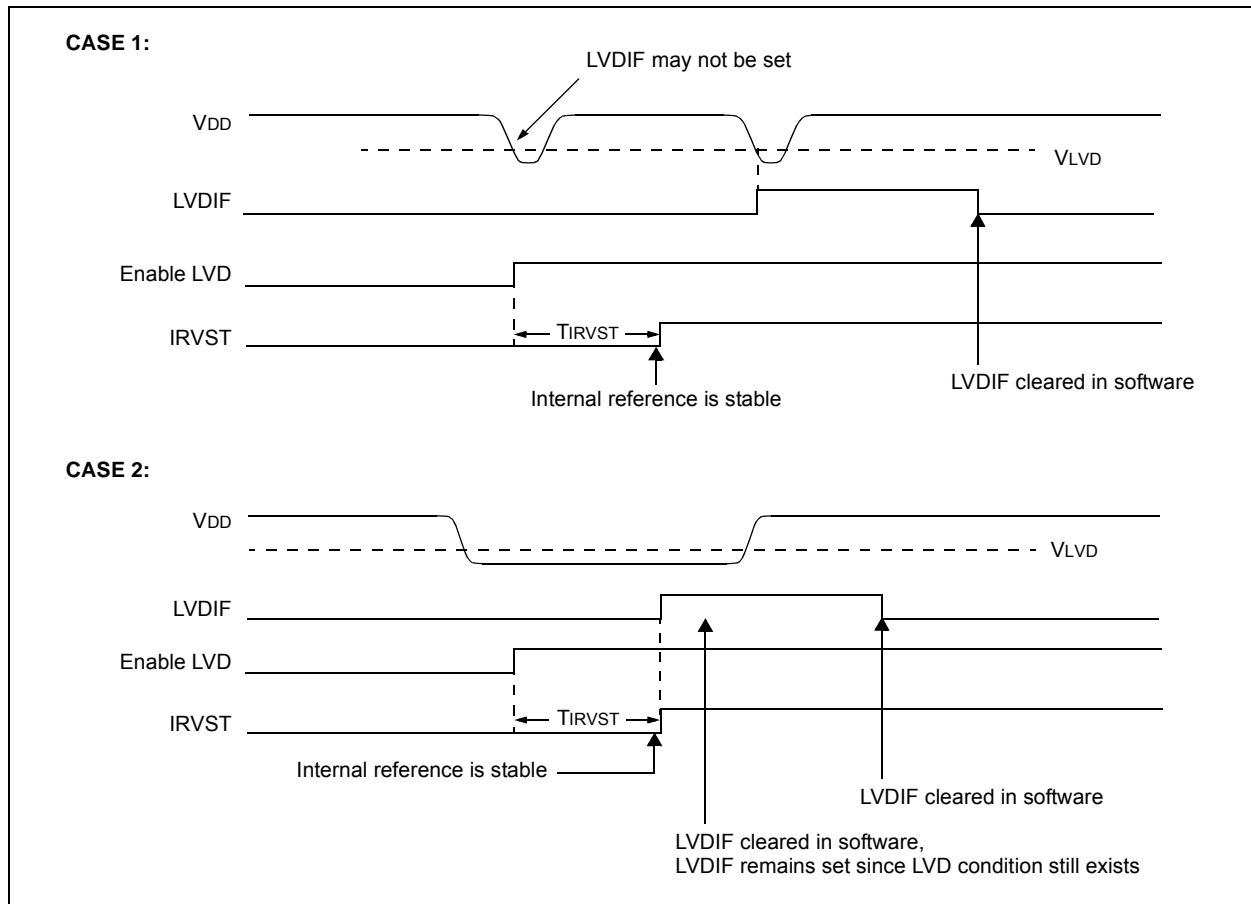 CASE 1:
LVDIF may not be set
VDD
VLVD
LVDIF
Enable LVD
TIRVST
IRVST
Internal reference is stable
LVDIF cleared in software
CASE 2:
VDD
VLVD
LVDIF
Enable LVD
TIRVST
IRVST
Internal reference is stable
LVDIF cleared in software
LVDIF cleared in software,
LVDIF remains set since LVD condition still exists